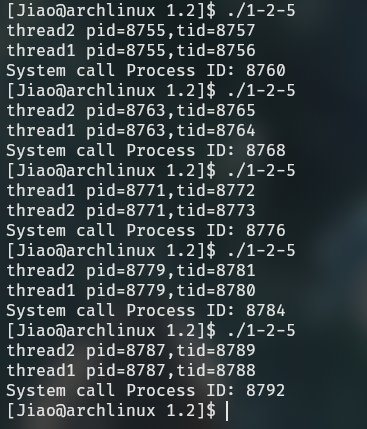 [Jiao@archlinux 1.2]$ ./1-2-5
thread2 pid=8755,tid=8757
thread1 pid=8755,tid=8756
System call Process ID: 8760
[Jiao@archlinux 1.2]$ ./1-2-5
thread2 pid=8763,tid=8765
thread1 pid=8763,tid=8764
System call Process ID: 8768
[Jiao@archlinux 1.2]$ ./1-2-5
thread1 pid=8771,tid=8772
thread2 pid=8771,tid=8773
System call Process ID: 8776
[Jiao@archlinux 1.2]$ ./1-2-5
thread2 pid=8779,tid=8781
thread1 pid=8779,tid=8780
System call Process ID: 8784
[Jiao@archlinux 1.2]$ ./1-2-5
thread2 pid=8787,tid=8789
thread1 pid=8787,tid=8788
System call Process ID: 8792
[Jiao@archlinux 1.2]$